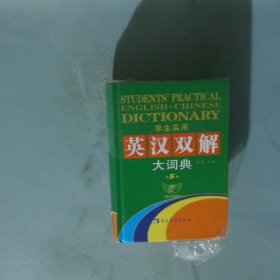 STUDENTS' PRACTICAL
ENGLISH-CHINESE
DICTIONARY
学生实用
英汉双解
大词典
第5版